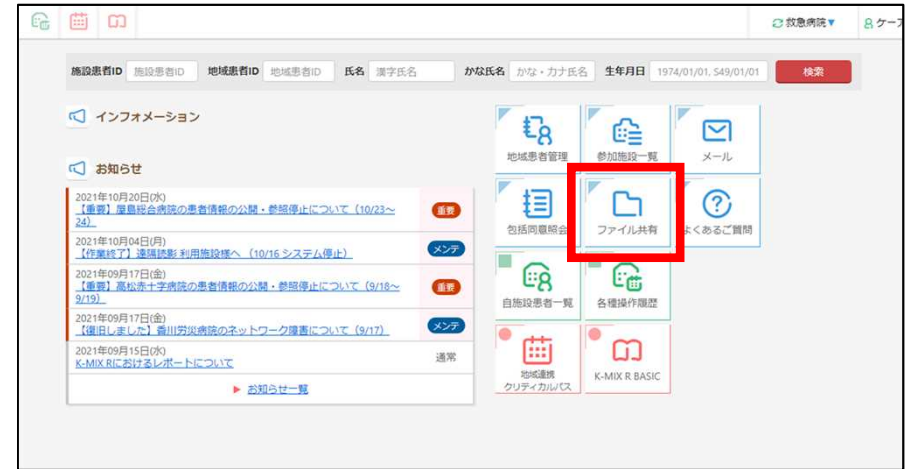 救急病院▼
ケーブ
施設患者ID 施設患者ID 地域患者ID 地域患者ID 氏名 漢字氏名 かな氏名 かな・カナ氏名 生年月日 1974/01/01, S49/01/01 検索
インフォメーション
お知らせ
2021年10月20日(水)
【重要】屋島総合病院の患者情報の公開・参照停止について（10/23～
24）
重要
2021年10月04日(月)
【作業終了】遠隔読影 利用施設様へ （10/16 システム停止）
メンテ
2021年09月17日(金)
【重要】高松赤十字病院の患者情報の公開・参照停止について（9/18～
9/19）
重要
2021年09月17日(金)
【復旧しました】香川労災病院のネットワーク障害について（9/17）
メンテ
2021年09月15日(水)
K-MIX Rにおけるレポートについて
通常
▶ お知らせ一覧
地域患者管理
参加施設一覧
メール
包括同意照会
ファイル共有
よくあるご質問
自施設患者一覧
各種操作履歴
地域連携
クリティカルパス
K-MIX R BASIC